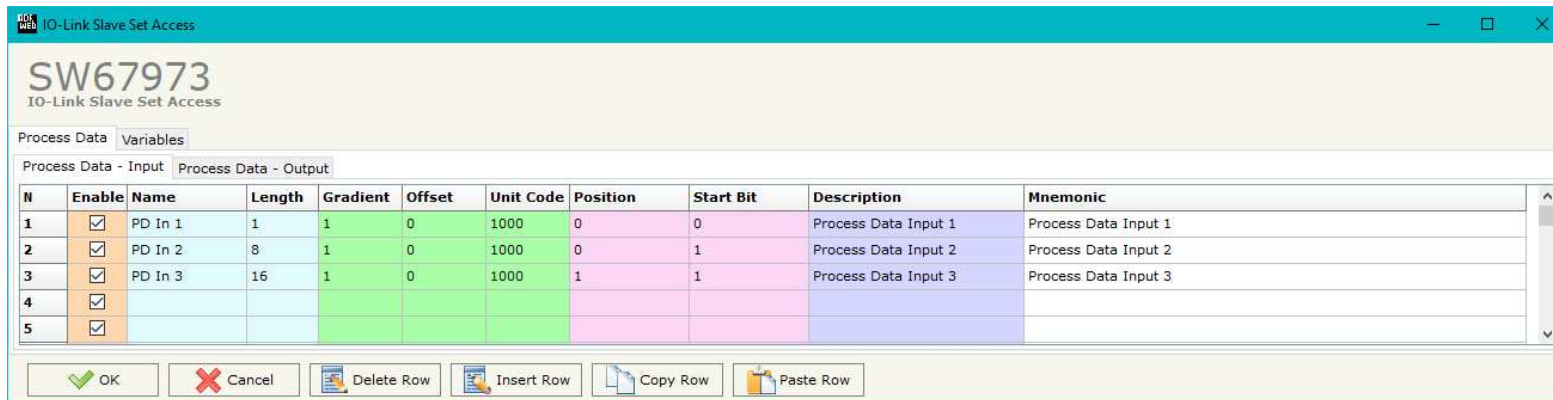 ADF WEB IO-Link Slave Set Access
SW67973
IO-Link Slave Set Access
Process Data Variables
Process Data - Input Process Data - Output
N Enable Name Length Gradient Offset Unit Code Position Start Bit Description Mnemonic
1 PD In 1 1 1 0 1000 0 0 Process Data Input 1 Process Data Input 1
2 PD In 2 8 1 0 1000 0 1 Process Data Input 2 Process Data Input 2
3 PD In 3 16 1 0 1000 1 1 Process Data Input 3 Process Data Input 3
4
5
OK Cancel Delete Row Insert Row Copy Row Paste Row